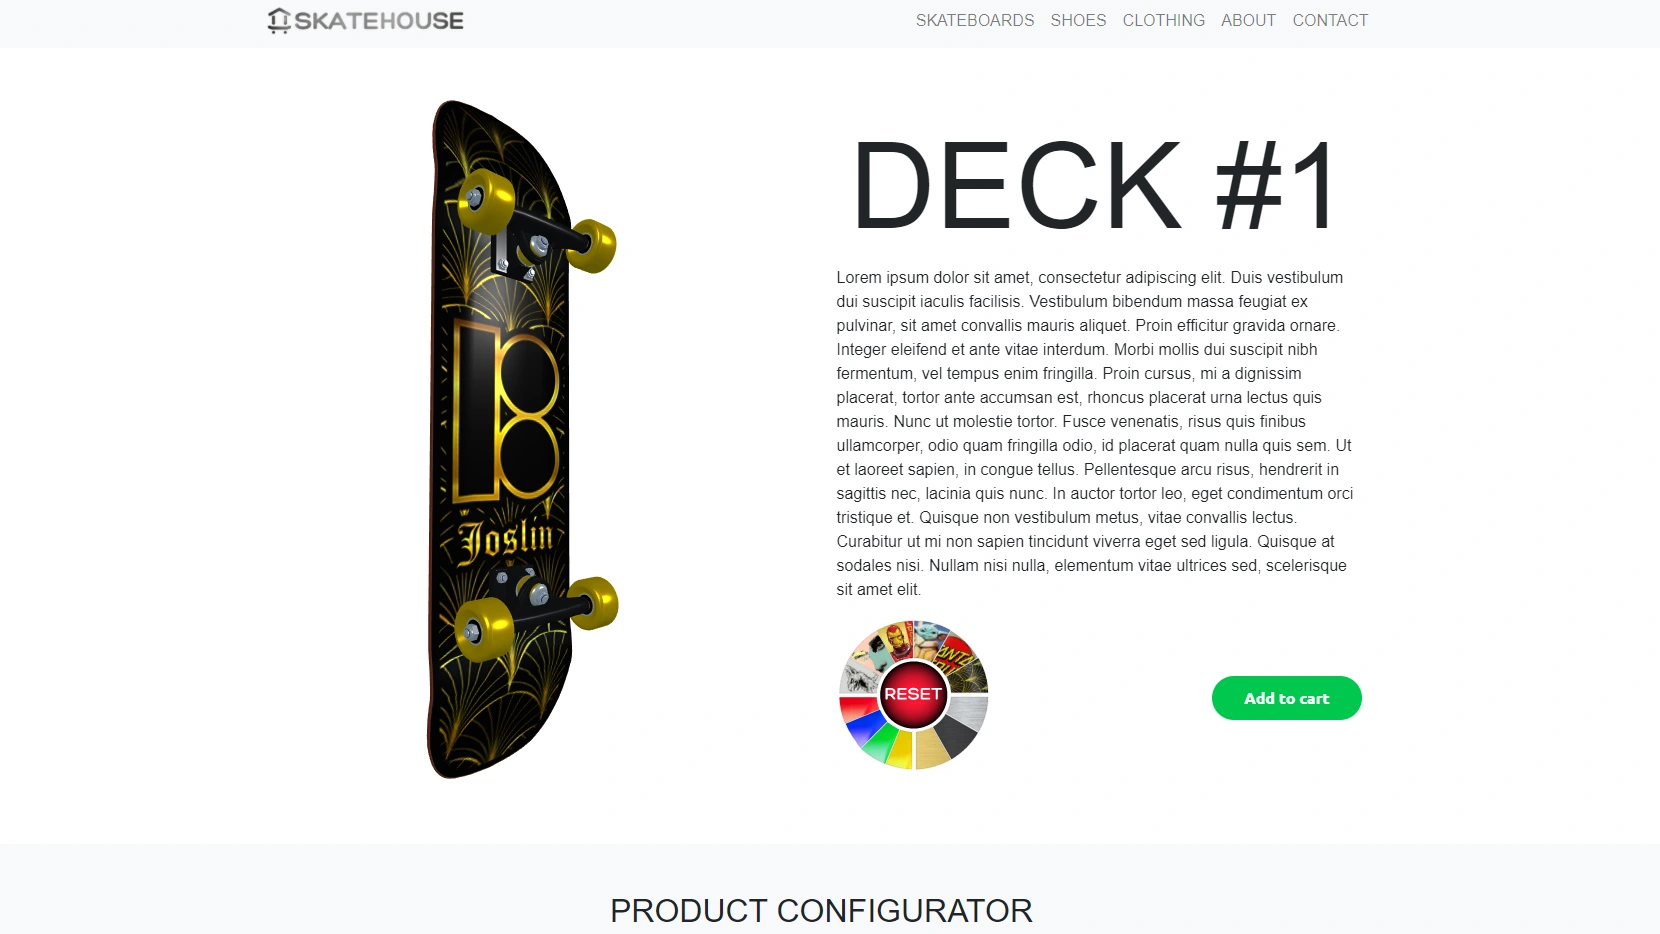 SKATEHOUSE
SKATEBOARDS SHOES CLOTHING ABOUT CONTACT
Joslin
DECK #1
Lorem ipsum dolor sit amet, consectetur adipiscing elit. Duis vestibulum
dui suscipit iaculis facilisis. Vestibulum bibendum massa feugiat ex
pulvinar, sit amet convallis mauris aliquet. Proin efficitur gravida ornare.
Integer eleifend et ante vitae interdum. Morbi mollis dui suscipit nibh
fermentum, vel tempus enim fringilla. Proin cursus, mi a dignissim
placerat, tortor ante accumsan est, rhoncus placerat urna lectus quis
mauris. Nunc ut molestie tortor. Fusce venenatis, risus quis finibus
ullamcorper, odio quam fringilla odio, id placerat quam nulla quis sem. Ut
et laoreet sapien, in congue tellus. Pellentesque arcu risus, hendrerit in
sagittis nec, lacinia quis nunc. In auctor tortor leo, eget condimentum orci
tristique et. Quisque non vestibulum metus, vitae convallis lectus.
Curabitur ut mi non sapien tincidunt viverra eget sed ligula. Quisque at
sodales nisi. Nullam nisi nulla, elementum vitae ultrices sed, scelerisque
sit amet elit.
RESET
Add to cart
PRODUCT CONFIGURATOR